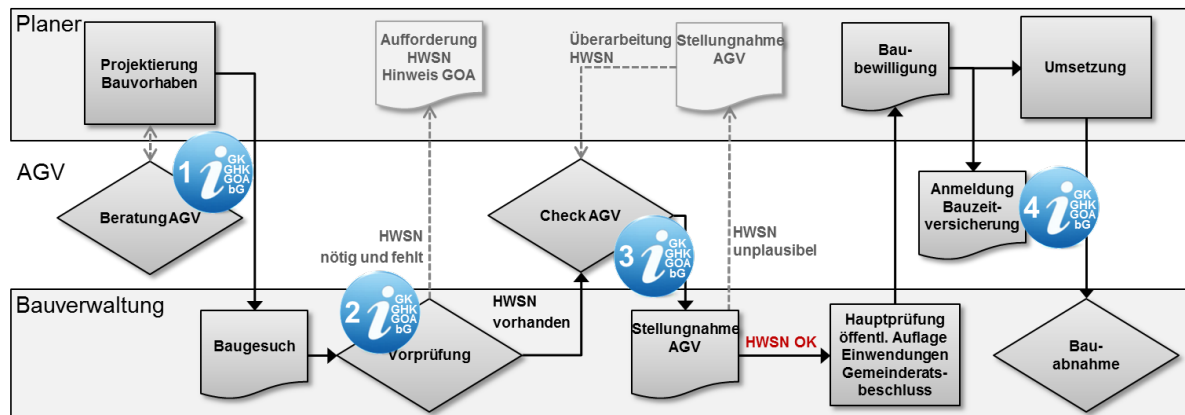 Planer
Projektierung
Bauvorhaben
Aufforderung
HWSN
Hinweis GOA
Überarbeitung
HWSN
Stellungnahme
AGV
Bau-
bewilligung
Umsetzung
AGV
Beratung AGV
1 i GK
GHK
GOA
bG
HWSN
nötig und fehlt
Check AGV
3 i GK
GHK
GOA
bG
HWSN
unplausibel
Anmeldung
Bauzeit-
versicherung
4 i GK
GHK
GOA
bG
Bauverwaltung
Baugesuch
2 i GK
GHK
GOA
bG
Vorprüfung
HWSN
vorhanden
Stellungnahme
AGV
HWSN OK
Hauptprüfung
öffentl. Auflage
Einwendungen
Gemeinderats-
beschluss
Bau-
abnahme